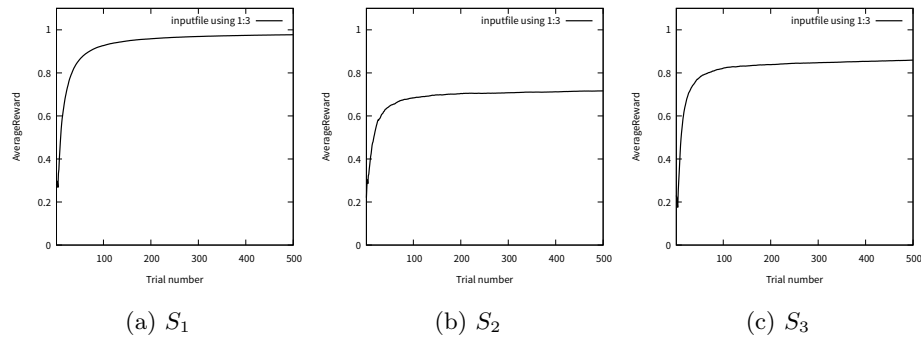 inputfile using 1:3
1
0.8
0.6
0.4
0.2
0
AverageReward
100 200 300 400 500
Trial number
(a) S1
inputfile using 1:3
1
0.8
0.6
0.4
0.2
0
AverageReward
100 200 300 400 500
Trial number
(b) S2
inputfile using 1:3
1
0.8
0.6
0.4
0.2
0
AverageReward
100 200 300 400 500
Trial number
(c) S3